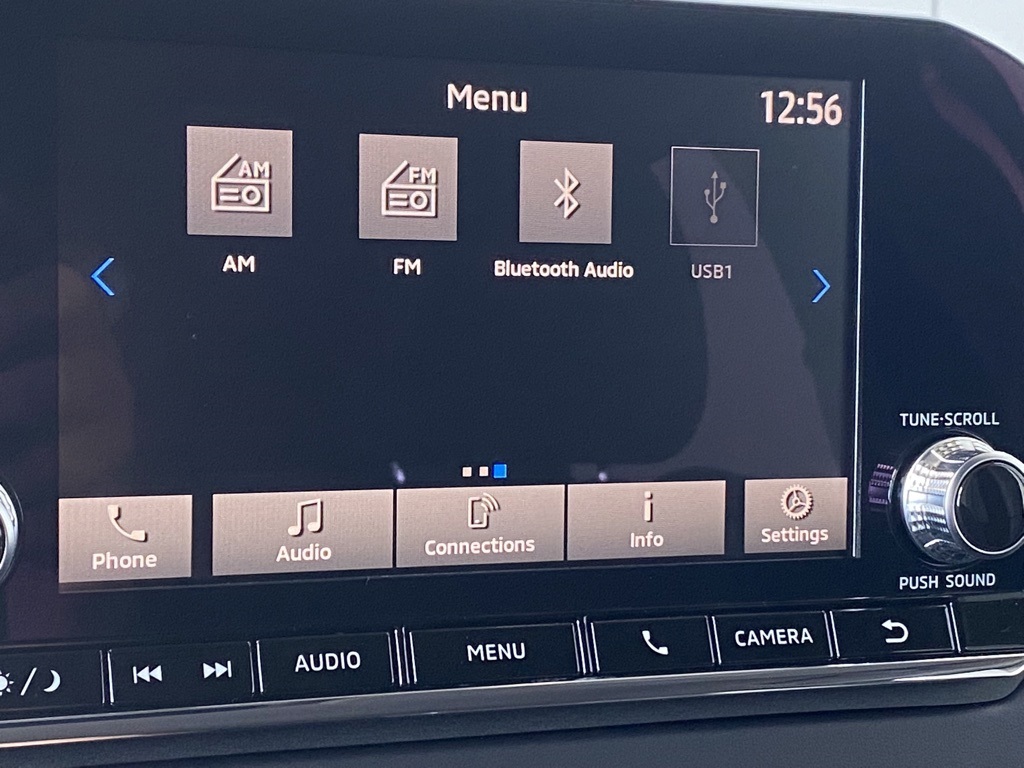 Menu
12:56
AM
FM
AM
FM
Bluetooth Audio
USB1
TUNE·SCROLL
Phone
Audio
Connections
Info
Settings
PUSH SOUND
AUDIO
MENU
CAMERA